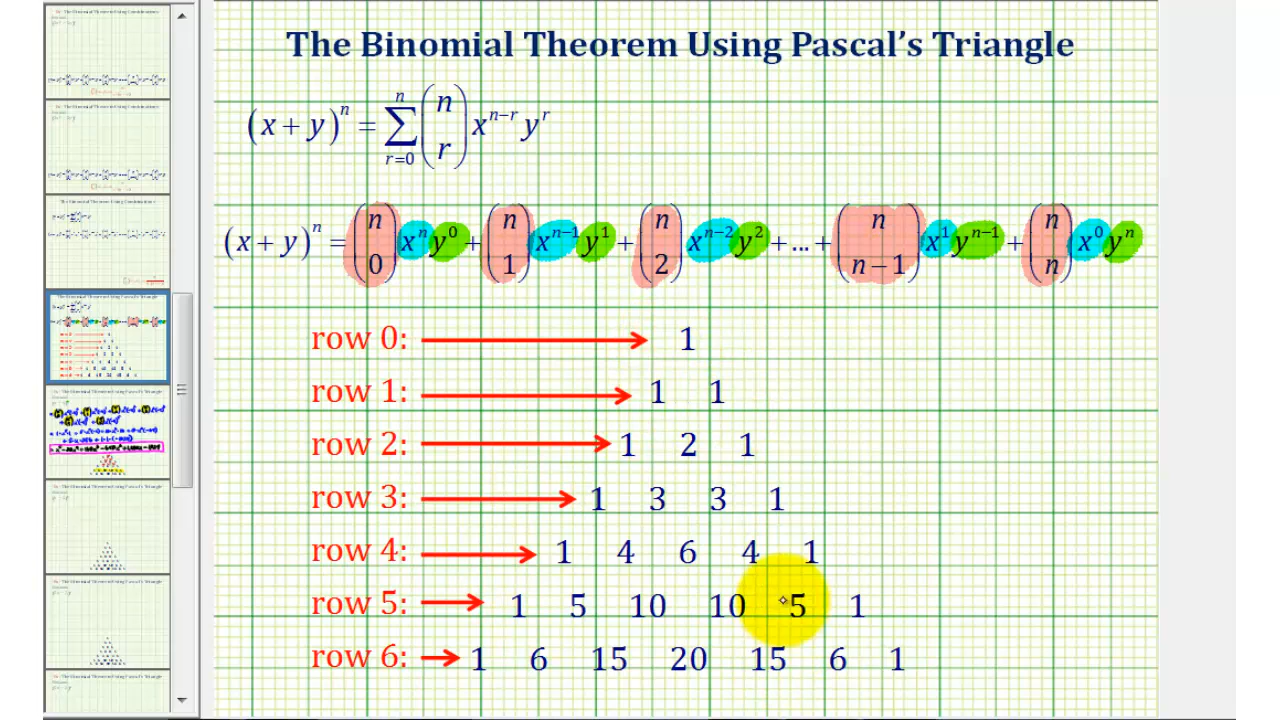 The Binomial Theorem Using Pascal's Triangle
(x + y)^n = ∑_{r=0}^{n} (n r) x^{n−r} y^r
(x + y)^n = (n 0) x^n y^0 + (n 1) x^{n−1} y^1 + (n 2) x^{n−2} y^2 + ... + (n n−1) x^1 y^{n−1} + (n n) x^0 y^n
row 0: 1
row 1: 1 1
row 2: 1 2 1
row 3: 1 3 3 1
row 4: 1 4 6 4 1
row 5: 1 5 10 10 5 1
row 6: 1 6 15 20 15 6 1